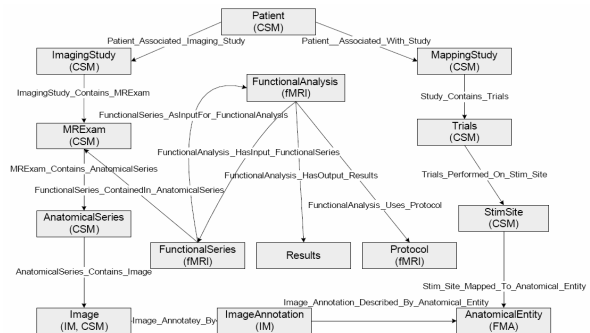 Patient
(CSM)
Patient_Associated_Imaging_Study
Patient__Associated_With_Study
ImagingStudy
(CSM)
MappingStudy
(CSM)
FunctionalAnalysis
(fMRI)
ImagingStudy_Contains_MRExam
Study_Contains_Trials
FunctionalSeries_AsInputFor_FunctionalAnalysis
MRExam
(CSM)
Trials
(CSM)
FunctionalAnalysis_HasInput_FunctionalSeries
MRExam_Contains_AnatomicalSeries
Trials_Performed_On_Stim_Site
FunctionalAnalysis_HasOutput_Results
FunctionalSeries_ContainedIn_AnatomicalSeries
FunctionalAnalysis_Uses_Protocol
AnatomicalSeries
(CSM)
StimSite
(CSM)
FunctionalSeries
(fMRI)
Results
Protocol
(fMRI)
AnatomicalSeries_Contains_Image
Stim_Site_Mapped_To_Anatomical_Entity
Image_Annotation_Described_By_Anatomical_Entity
Image
(IM, CSM)
Image_Annotatey_By
ImageAnnotation
(IM)
AnatomicalEntity
(FMA)